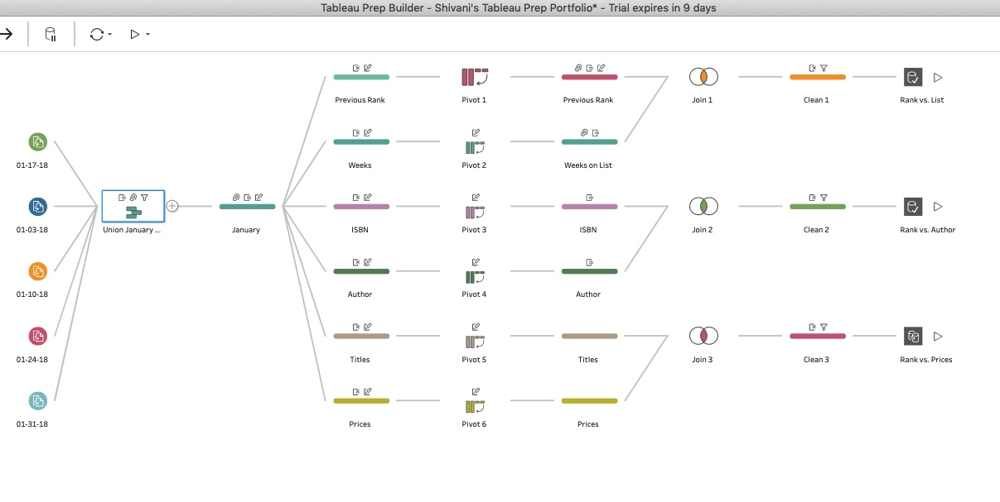 Tableau Prep Builder - Shivani's Tableau Prep Portfolio* - Trial expires in 9 days
Previous Rank
Pivot 1
Previous Rank
Join 1
Clean 1
Rank vs. List
01-17-18
Weeks
Pivot 2
Weeks on List
01-03-18
Union January ...
January
ISBN
Pivot 3
ISBN
Join 2
Clean 2
Rank vs. Author
01-10-18
Author
Pivot 4
Author
01-24-18
Titles
Pivot 5
Titles
Join 3
Clean 3
Rank vs. Prices
01-31-18
Prices
Pivot 6
Prices